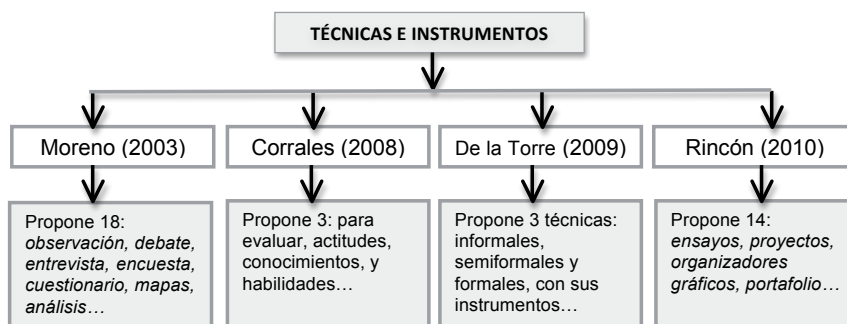 TÉCNICAS E INSTRUMENTOS
Moreno (2003)
Corrales (2008)
De la Torre (2009)
Rincón (2010)
Propone 18:
observación, debate,
entrevista, encuesta,
cuestionario, mapas,
análisis…
Propone 3: para
evaluar, actitudes,
conocimientos, y
habilidades…
Propone 3 técnicas:
informales,
semiformales y
formales, con sus
instrumentos…
Propone 14:
ensayos, proyectos,
organizadores
gráficos, portafolio…